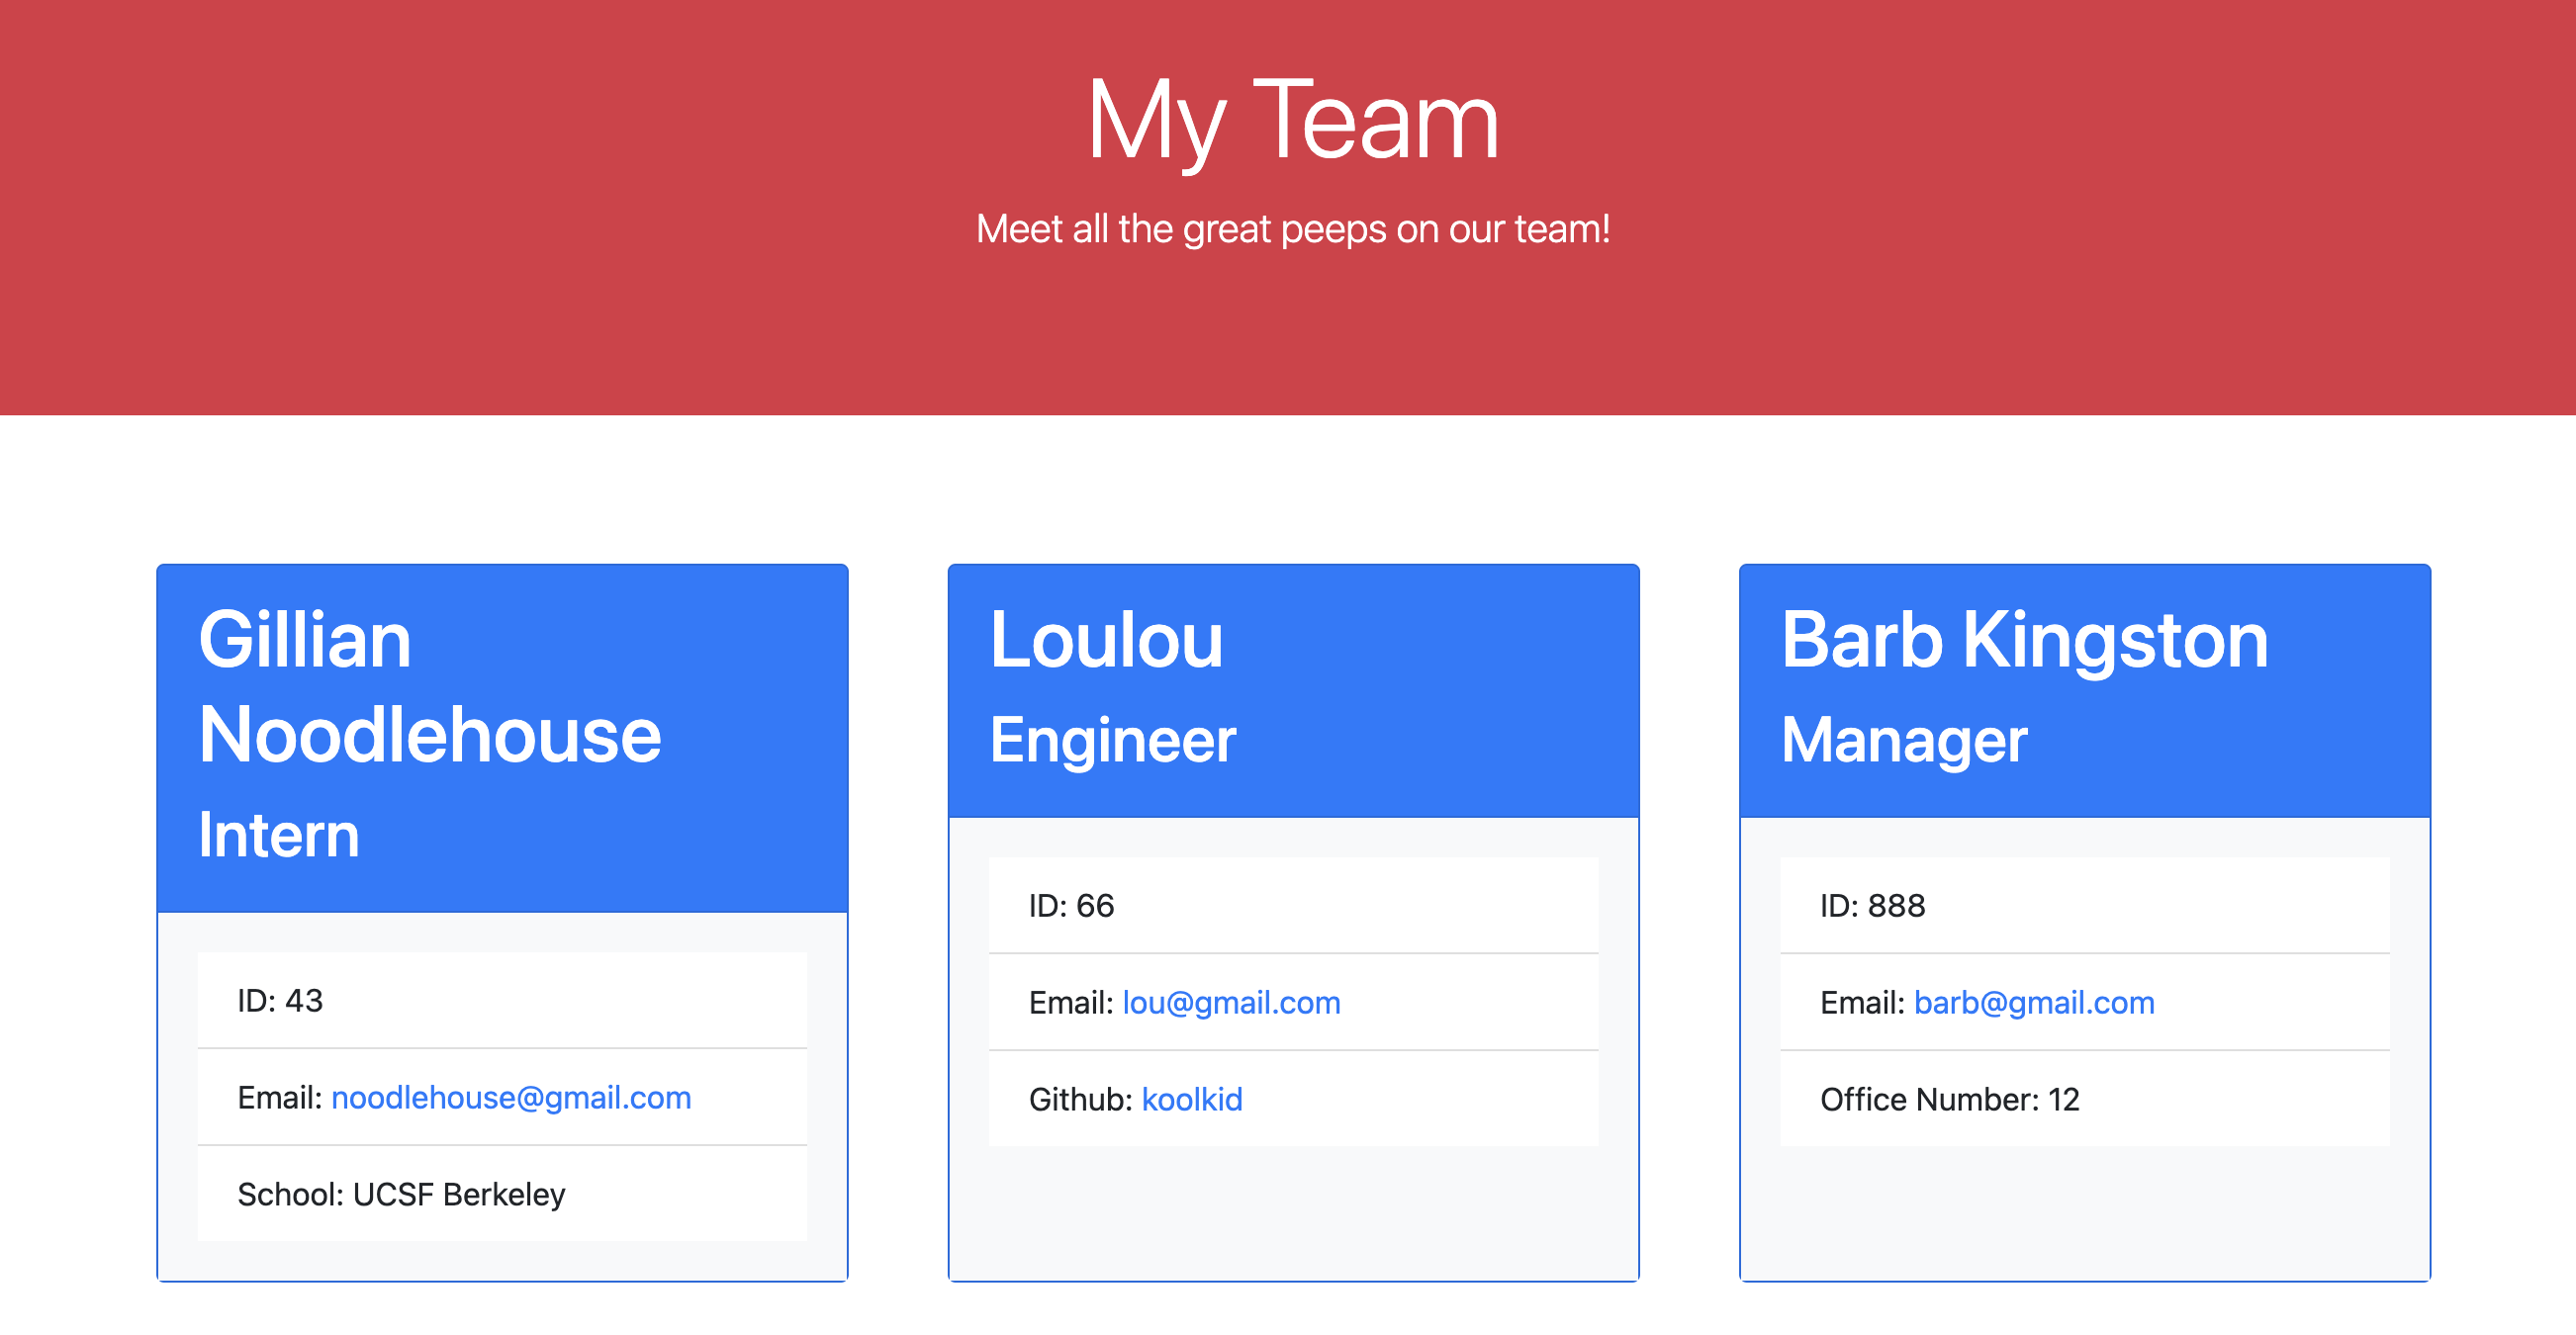 My Team
Meet all the great peeps on our team!
Gillian
Noodlehouse
Intern
ID: 43
Email: noodlehouse@gmail.com
School: UCSF Berkeley
Loulou
Engineer
ID: 66
Email: lou@gmail.com
Github: koolkid
Barb Kingston
Manager
ID: 888
Email: barb@gmail.com
Office Number: 12